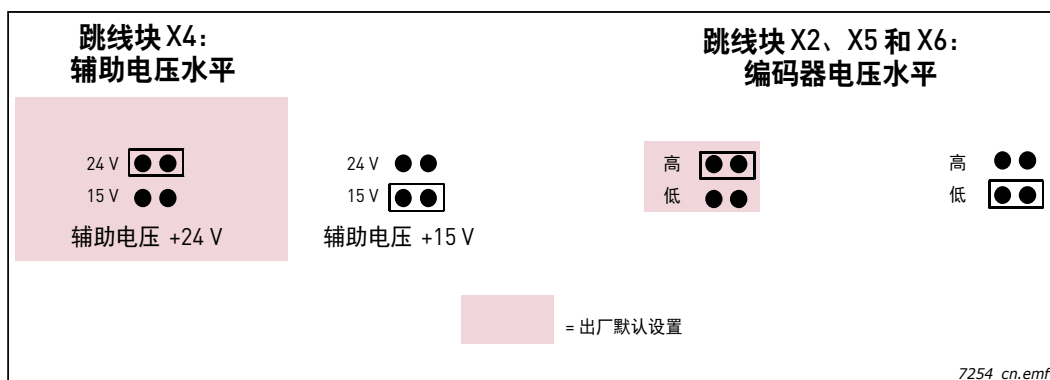 跳线块 X4：
辅助电压水平
跳线块 X2、X5 和 X6：
编码器电压水平
24 V
15 V
辅助电压 +24 V
24 V
15 V
辅助电压 +15 V
高
低
高
低
= 出厂默认设置
7254_cn.emf